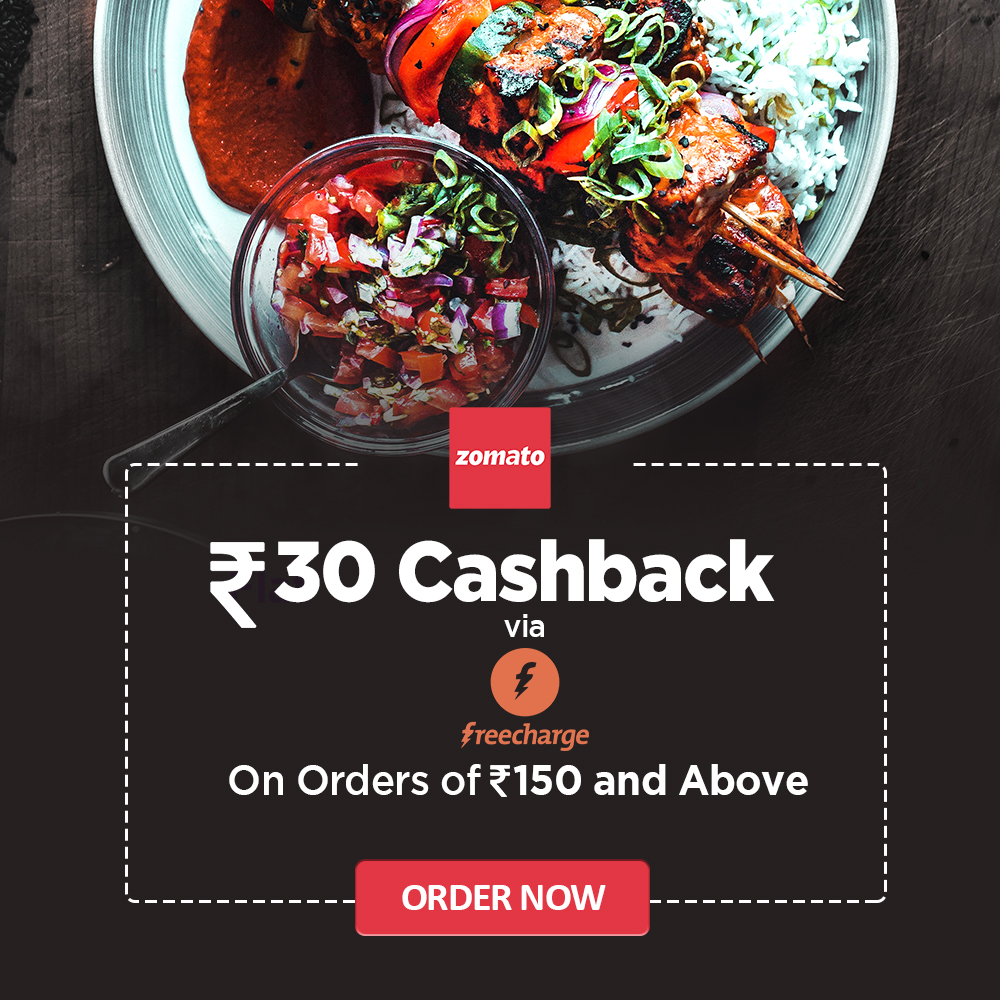 zomato
₹30 Cashback
via
freecharge
On Orders of ₹150 and Above
ORDER NOW